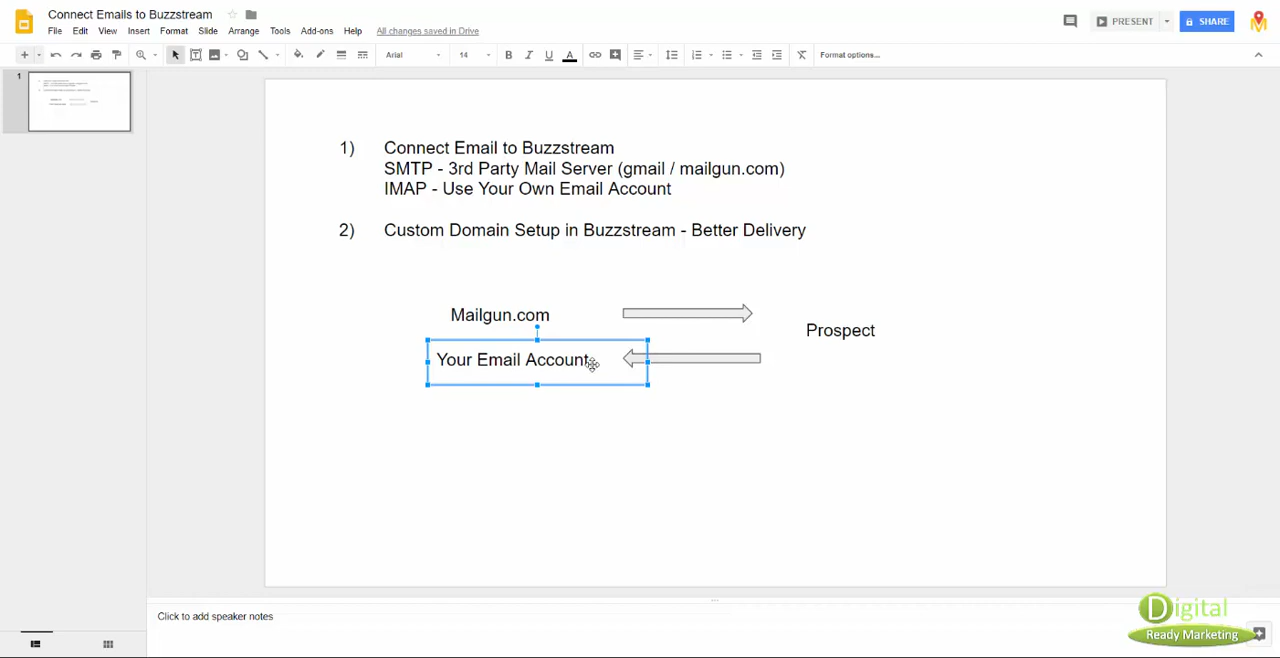 Connect Emails to Buzzstream
File Edit View Insert Format Slide Arrange Tools Add-ons Help All changes saved in Drive
PRESENT
SHARE
Arial 14 B I U A Format options...
1
1) Connect Email to Buzzstream
SMTP - 3rd Party Mail Server (gmail / mailgun.com)
IMAP - Use Your Own Email Account
2) Custom Domain Setup in Buzzstream - Better Delivery
Mailgun.com
Prospect
Your Email Account
Click to add speaker notes
Digital
Ready Marketing